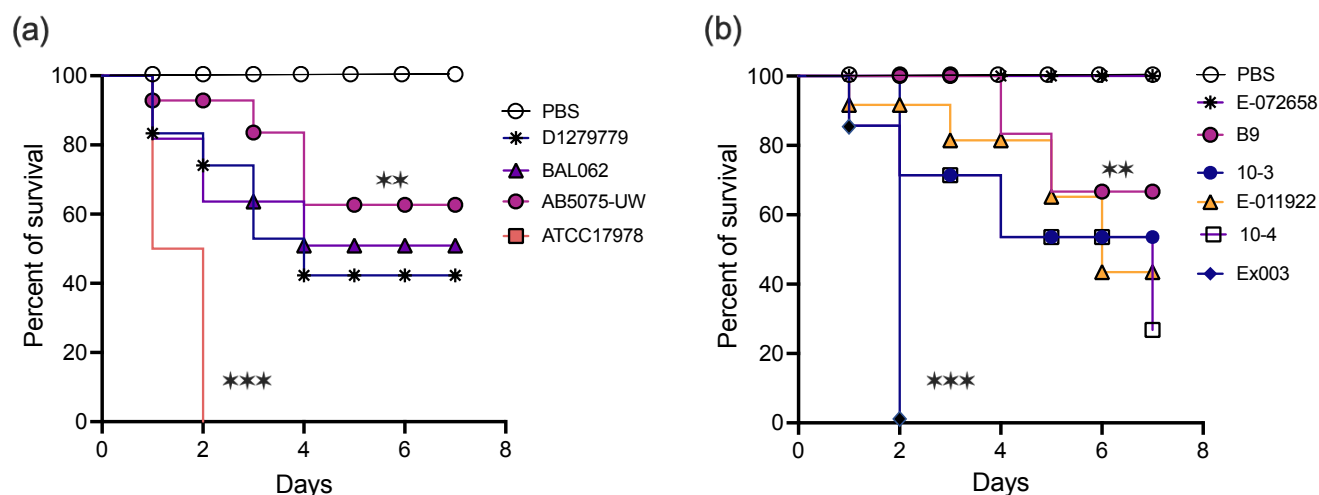 (a)
Percent of survival
100
80
60
40
20
0
0 2 4 6 8
Days
PBS
D1279779
BAL062
AB5075-UW
ATCC17978
(b)
Percent of survival
100
80
60
40
20
0
0 2 4 6 8
Days
PBS
E-072658
B9
10-3
E-011922
10-4
Ex003